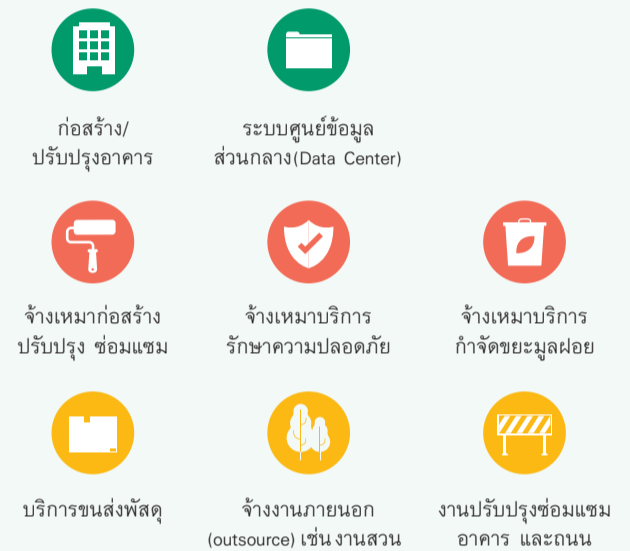 ก่อสร้าง/
ปรับปรุงอาคาร
ระบบศูนย์ข้อมูล
ส่วนกลาง(Data Center)
จ้างเหมาก่อสร้าง
ปรับปรุง ซ่อมแซม
จ้างเหมาบริการ
รักษาความปลอดภัย
จ้างเหมาบริการ
กำจัดขยะมูลฝอย
บริการขนส่งพัสดุ
จ้างงานภายนอก
(outsource) เช่น งานสวน
งานปรับปรุงซ่อมแซม
อาคาร และถนน